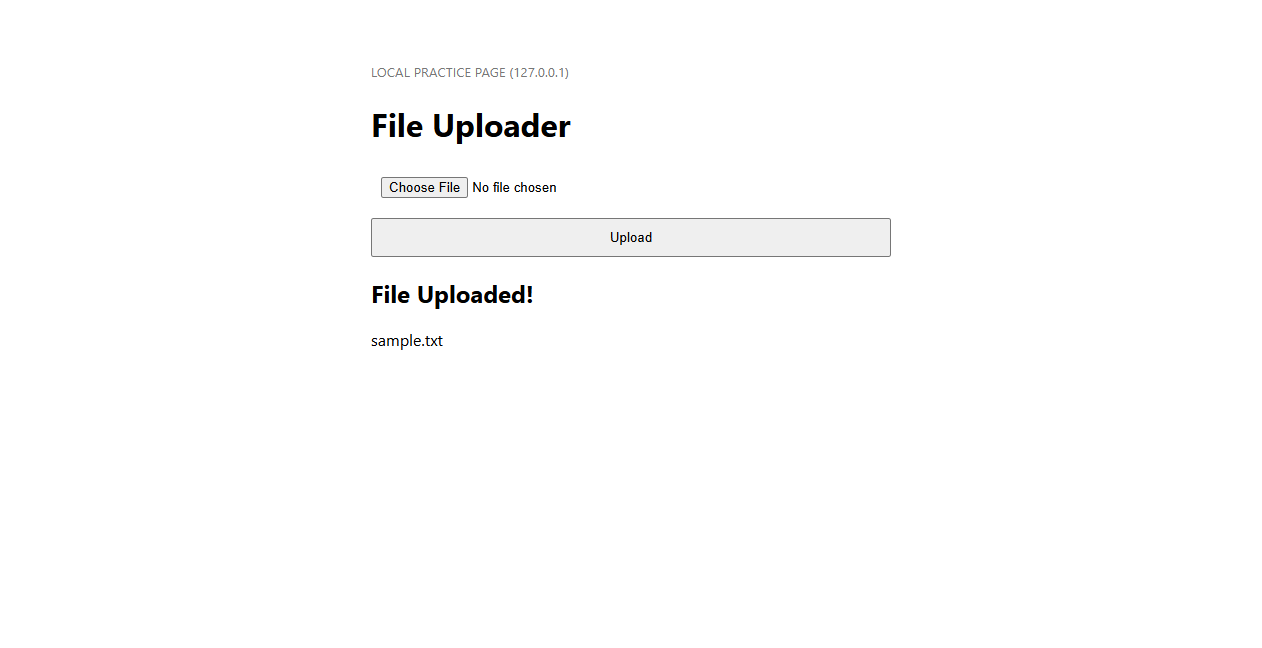 LOCAL PRACTICE PAGE (127.0.0.1)
File Uploader
Choose File No file chosen
Upload
File Uploaded!
sample.txt